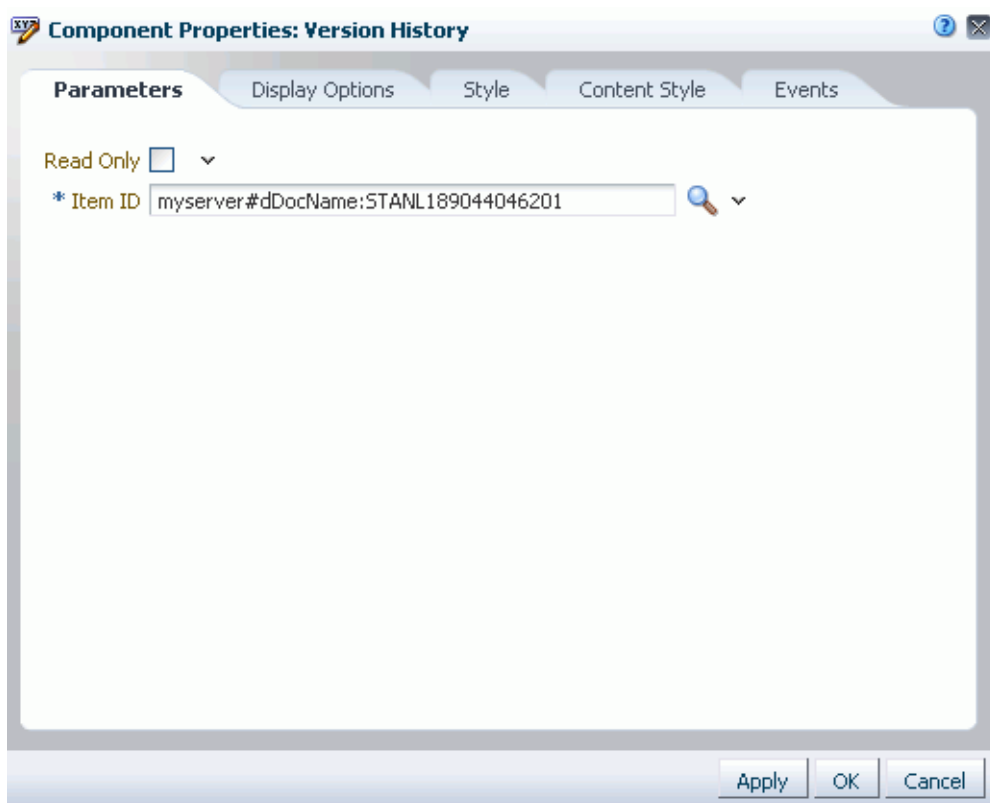 Component Properties: Version History
Parameters Display Options Style Content Style Events
Read Only
* Item ID myserver#dDocName:STANL189044046201
Apply OK Cancel